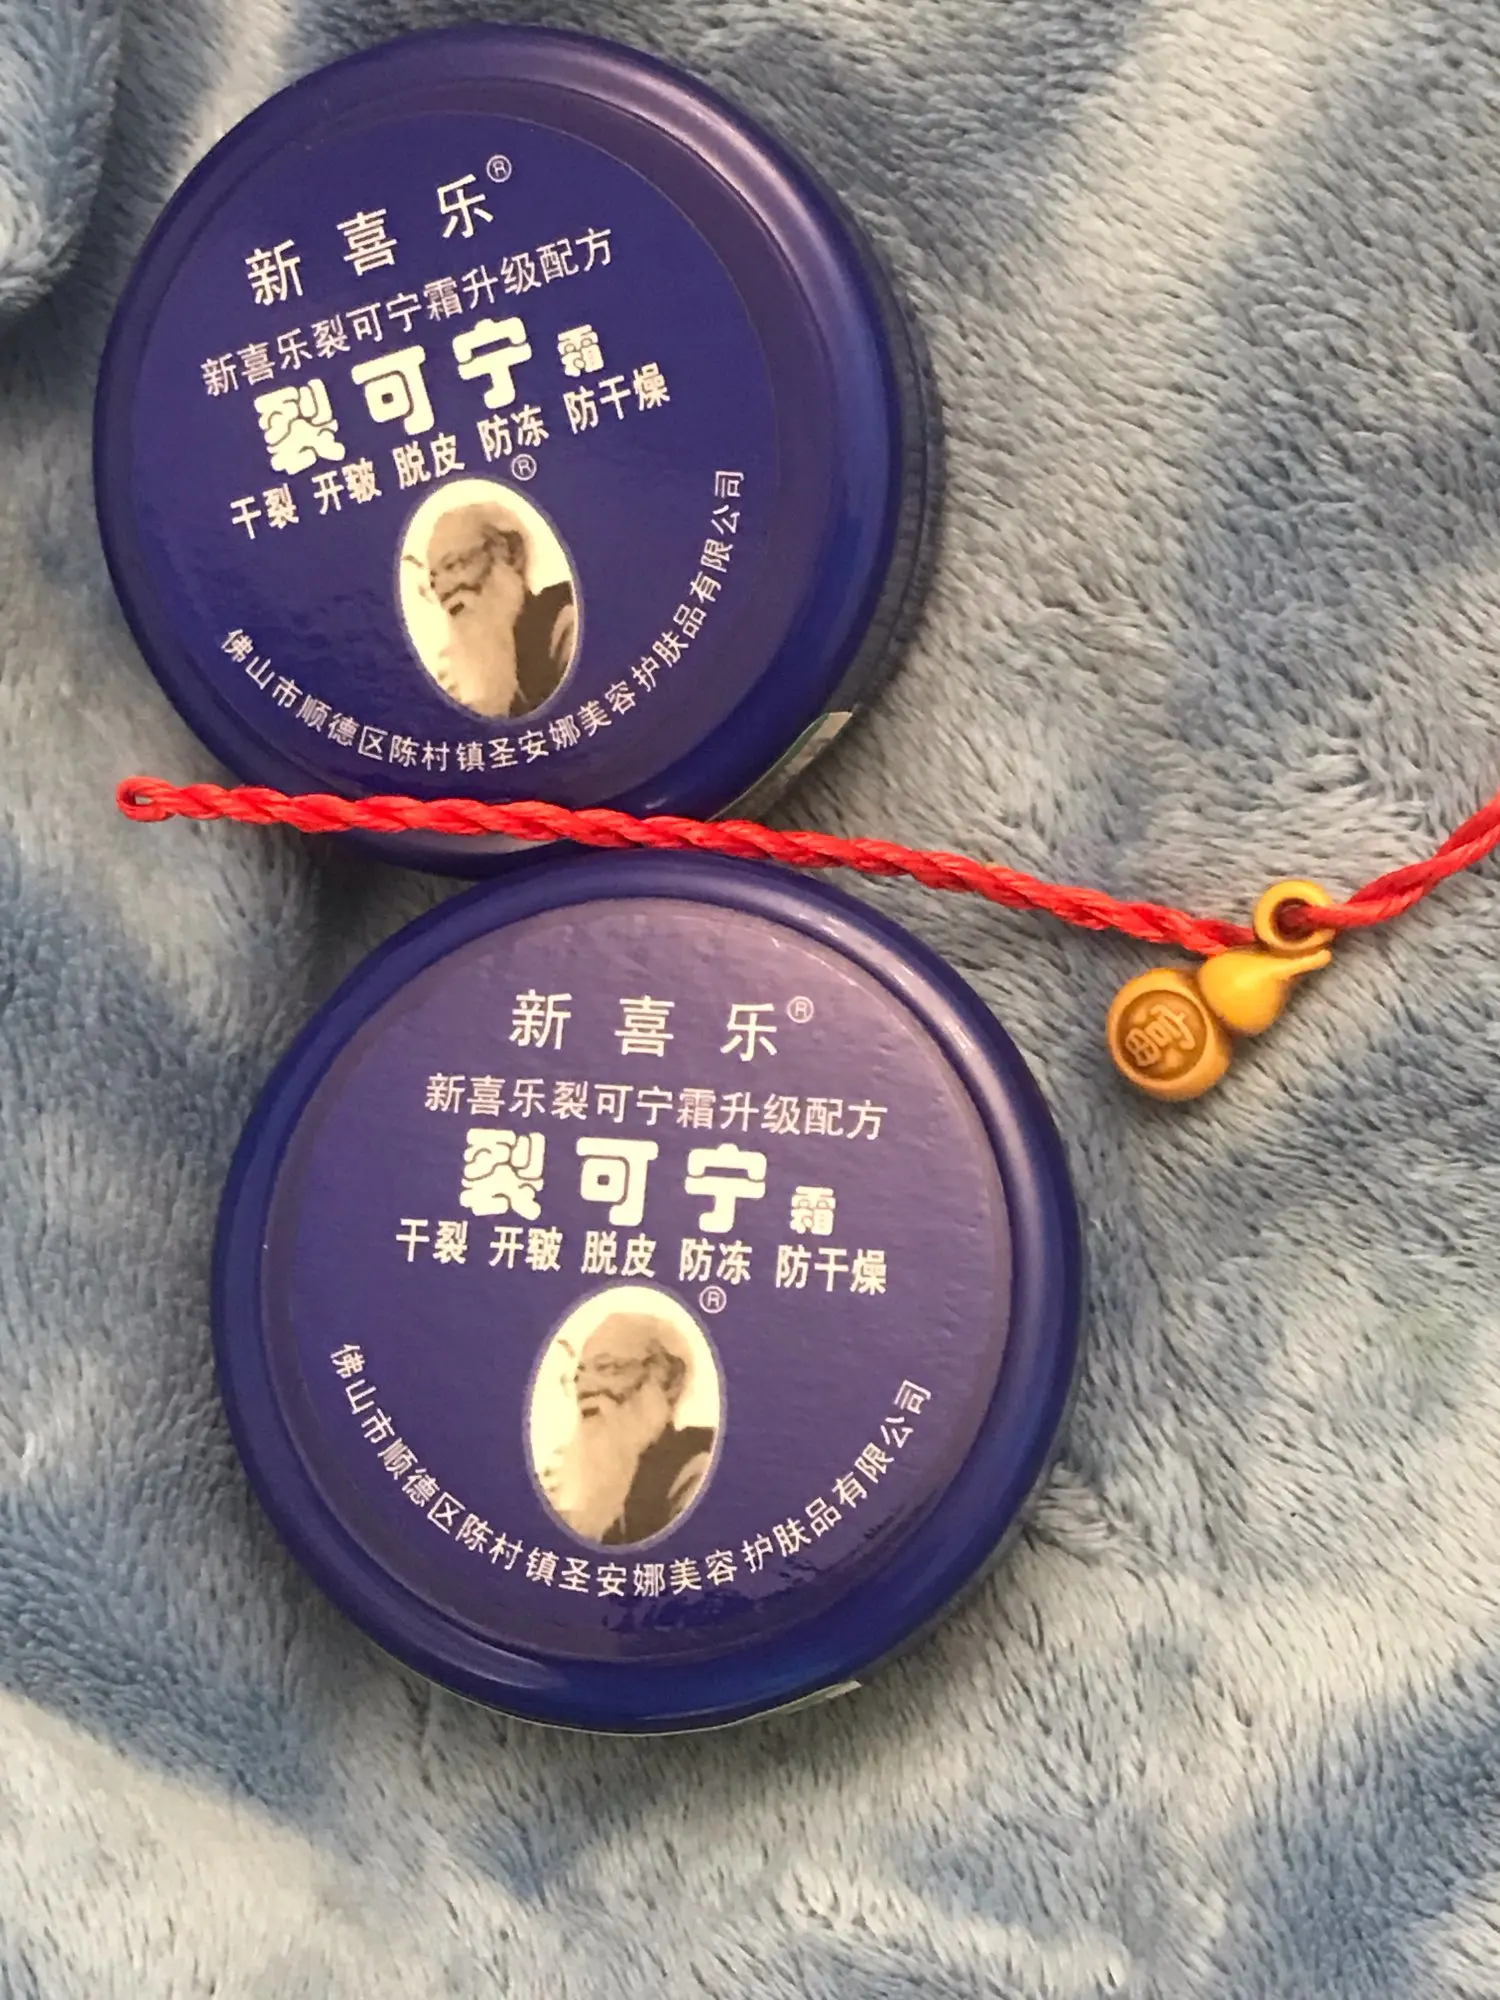 新喜乐®
新喜乐裂可宁霜升级配方
裂可宁霜
干裂 开皲 脱皮 防冻 防干燥
®
佛山市顺德区陈村镇圣安娜美容护肤品有限公司
富
新喜乐®
新喜乐裂可宁霜升级配方
裂可宁霜
干裂 开皲 脱皮 防冻 防干燥
®
佛山市顺德区陈村镇圣安娜美容护肤品有限公司